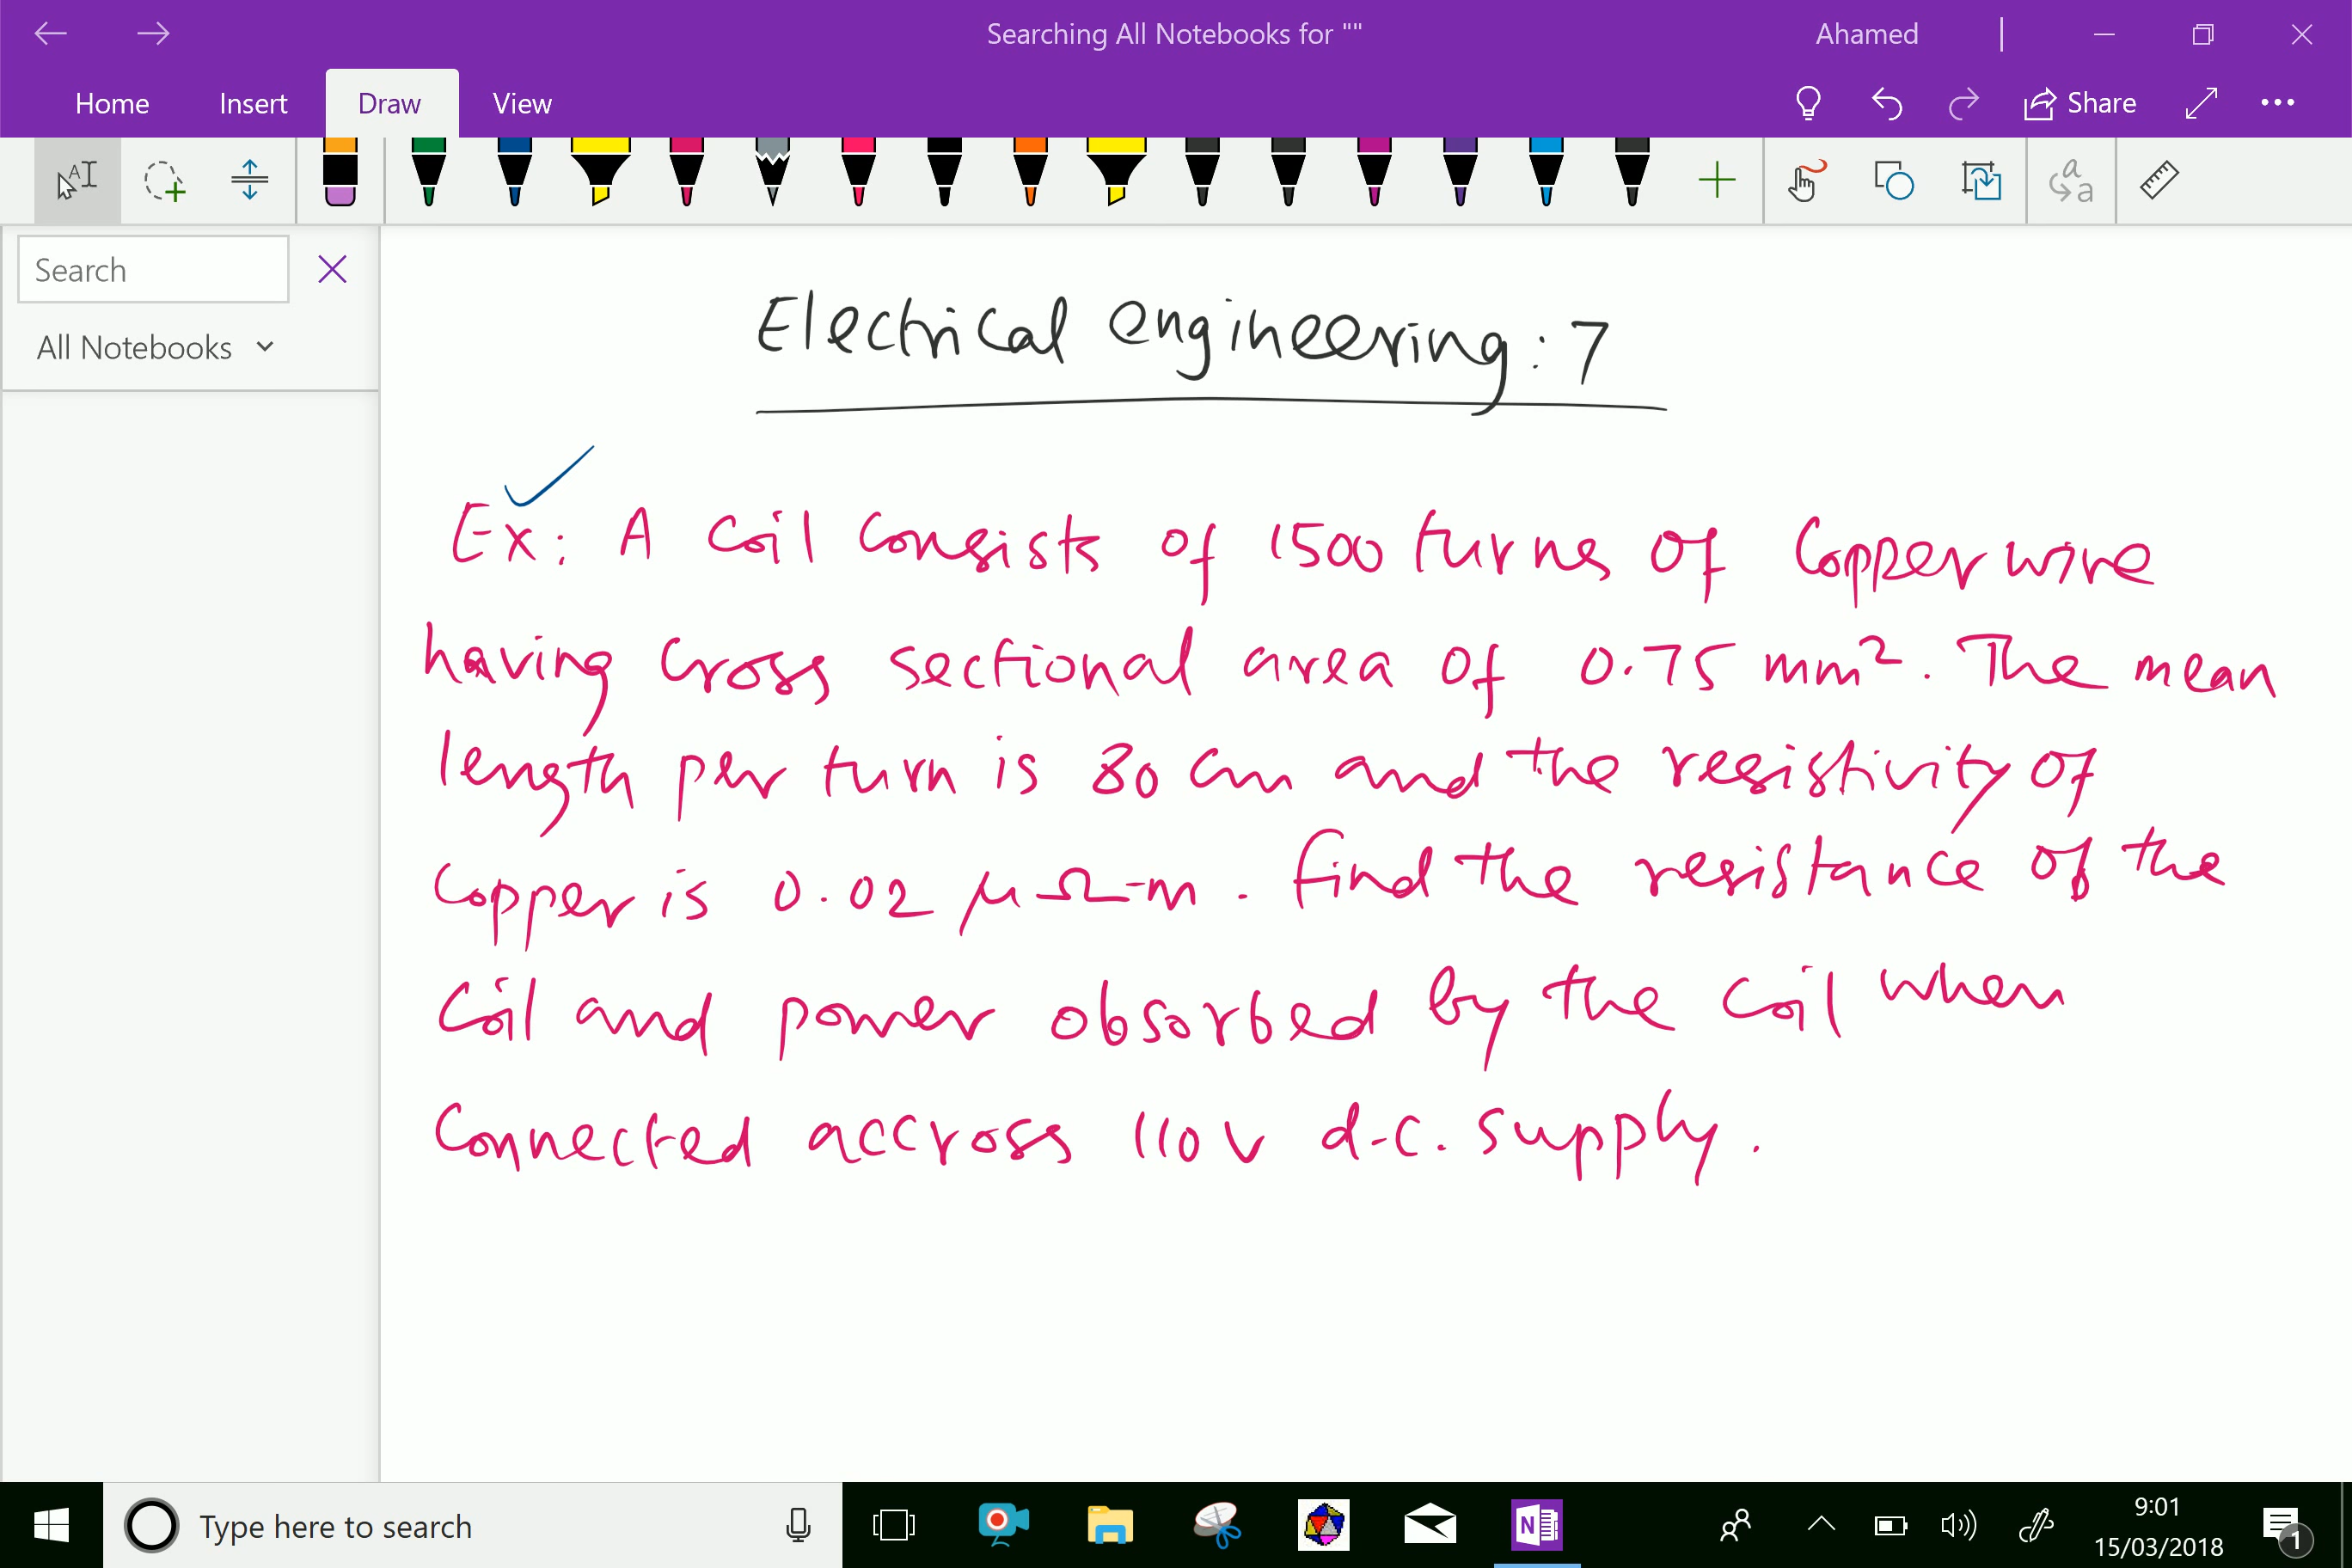 Searching All Notebooks for ""
Ahamed
Home Insert Draw View
Share
Search
All Notebooks
Electrical engineering: 7
Ex: A Coil Consists of 1500 turns of Copper wire
having Cross sectional area of 0.75 mm². The mean
length per turn is 80 cm and the resistivity of
Copper is 0.02 μΩ-m. Find the resistance of the
Coil and power absorbed by the coil when
Connected accross 110V d.c. supply.
Type here to search
N
9:01
15/03/2018
1